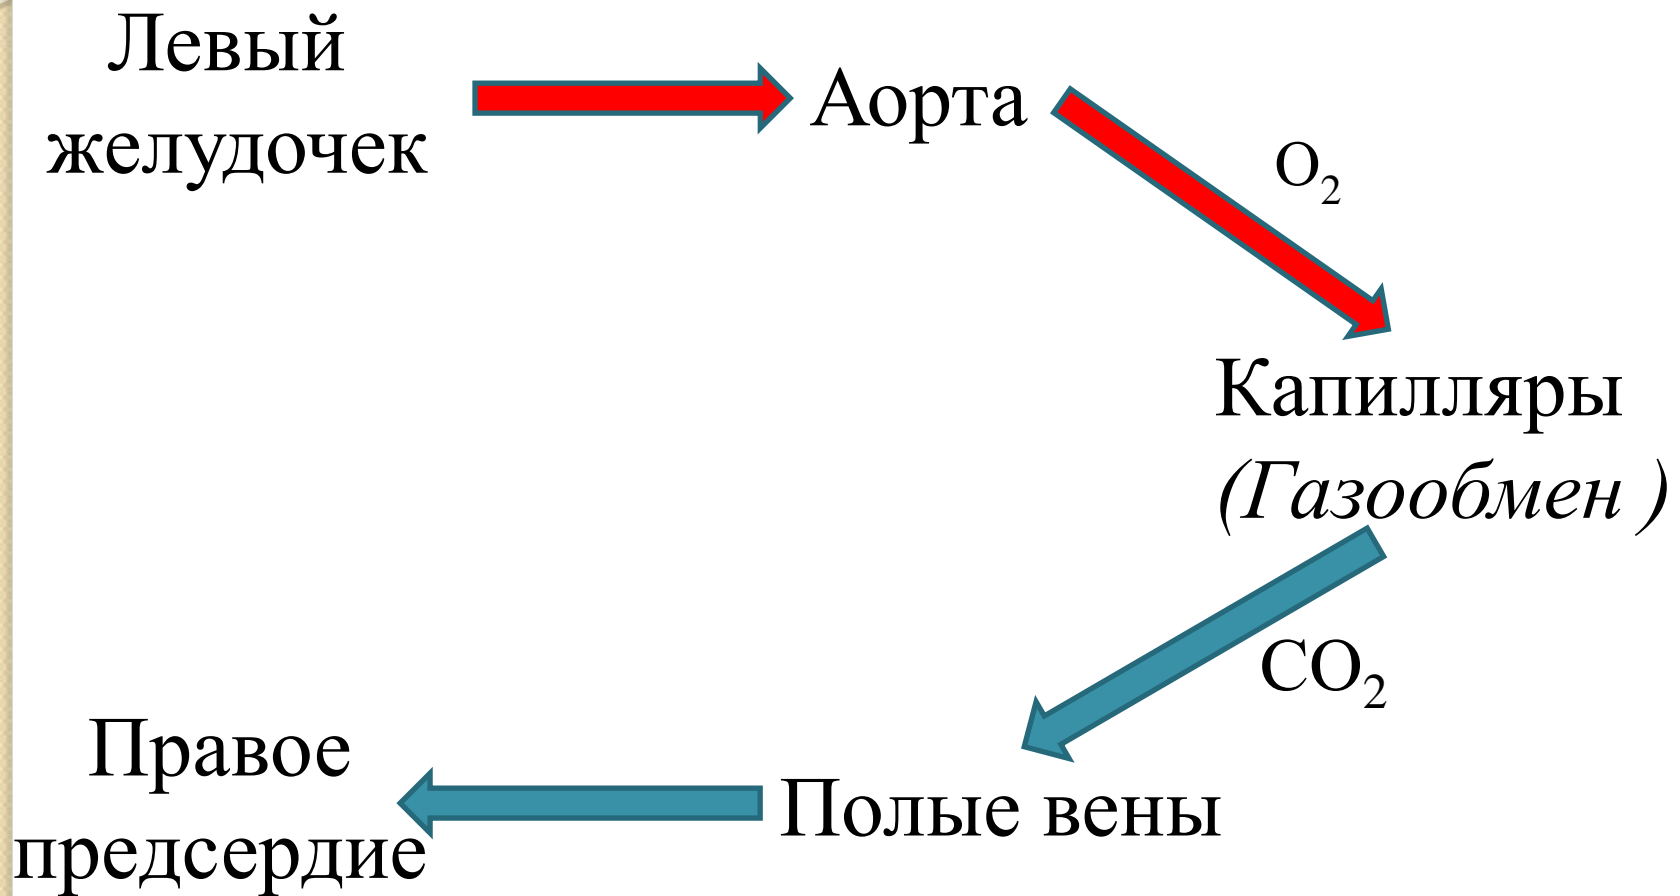 Левый
желудочек
Аорта
O₂
Капилляры
(Газообмен )
CO₂
Полые вены
Правое
предсердие